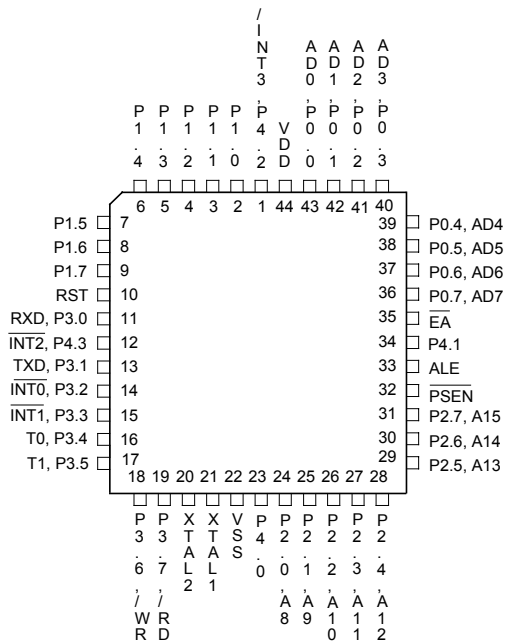 P1.4
P1.3
P1.2
P1.1
P1.0
/INT3,P4.2
VDD
AD0,P0.0
AD1,P0.1
AD2,P0.2
AD3,P0.3
6 5 4 3 2 1 44 43 42 41 40
P1.5 7
P1.6 8
P1.7 9
RST 10
RXD, P3.0 11
INT2, P4.3 12
TXD, P3.1 13
INT0, P3.2 14
INT1, P3.3 15
T0, P3.4 16
T1, P3.5 17
39 P0.4, AD4
38 P0.5, AD5
37 P0.6, AD6
36 P0.7, AD7
35 EA
34 P4.1
33 ALE
32 PSEN
31 P2.7, A15
30 P2.6, A14
29 P2.5, A13
18 19 20 21 22 23 24 25 26 27 28
P3.6,/WR
P3.7,/RD
XTAL2
XTAL1
VSS
P4.0
P2.0,A8
P2.1,A9
P2.2,A10
P2.3,A11
P2.4,A12